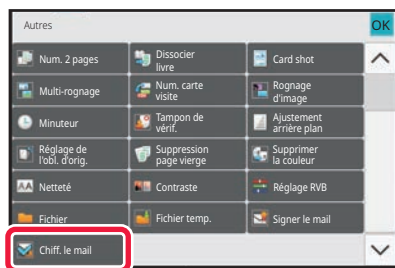 Autres
OK
Num. 2 pages
Dissocier
livre
Card shot
Multi-rognage
Num. carte
visite
Rognage
d'image
Minuteur
Tampon de
vérif.
Ajustement
arrière plan
Réglage de
l'obl. d'orig.
Suppression
page vierge
Supprimer
la couleur
Netteté
Contraste
Réglage RVB
Fichier
Fichier temp.
Signer le mail
Chiff. le mail